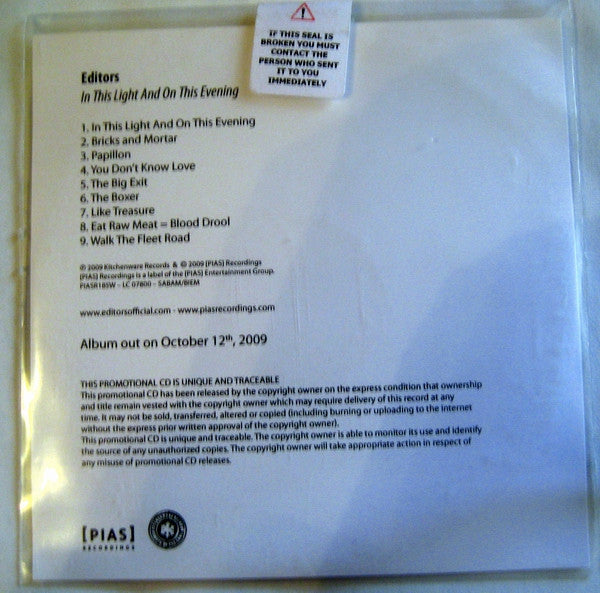 IF THIS SEAL IS
BROKEN YOU MUST
CONTACT THE
PERSON WHO SENT
IT TO YOU
IMMEDIATELY
Editors
In This Light And On This Evening
1. In This Light And On This Evening
2. Bricks and Mortar
3. Papillon
4. You Don't Know Love
5. The Big Exit
6. The Boxer
7. Like Treasure
8. Eat Raw Meat = Blood Drool
9. Walk The Fleet Road
℗ 2009 Kitchenware Records & © 2009 [PIAS] Recordings
[PIAS] Recordings is a label of the [PIAS] Entertainment Group.
PIASR185W - LC 07800 - SABAM/BIEM
www.editorsofficial.com - www.piasrecordings.com
Album out on October 12th, 2009
THIS PROMOTIONAL CD IS UNIQUE AND TRACEABLE
This promotional CD has been released by the copyright owner on the express condition that ownership
and title remain vested with the copyright owner which may require delivery of this record at any
time. It may not be sold, transferred, altered or copied (including burning or uploading to the internet
without the express prior written approval of the copyright owner).
This promotional CD is unique and traceable. The copyright owner is able to monitor its use and identify
the source of any unauthorized copies. The copyright owner will take appropriate action in respect of
any misuse of promotional CD releases.
[PIAS]
RECORDINGS